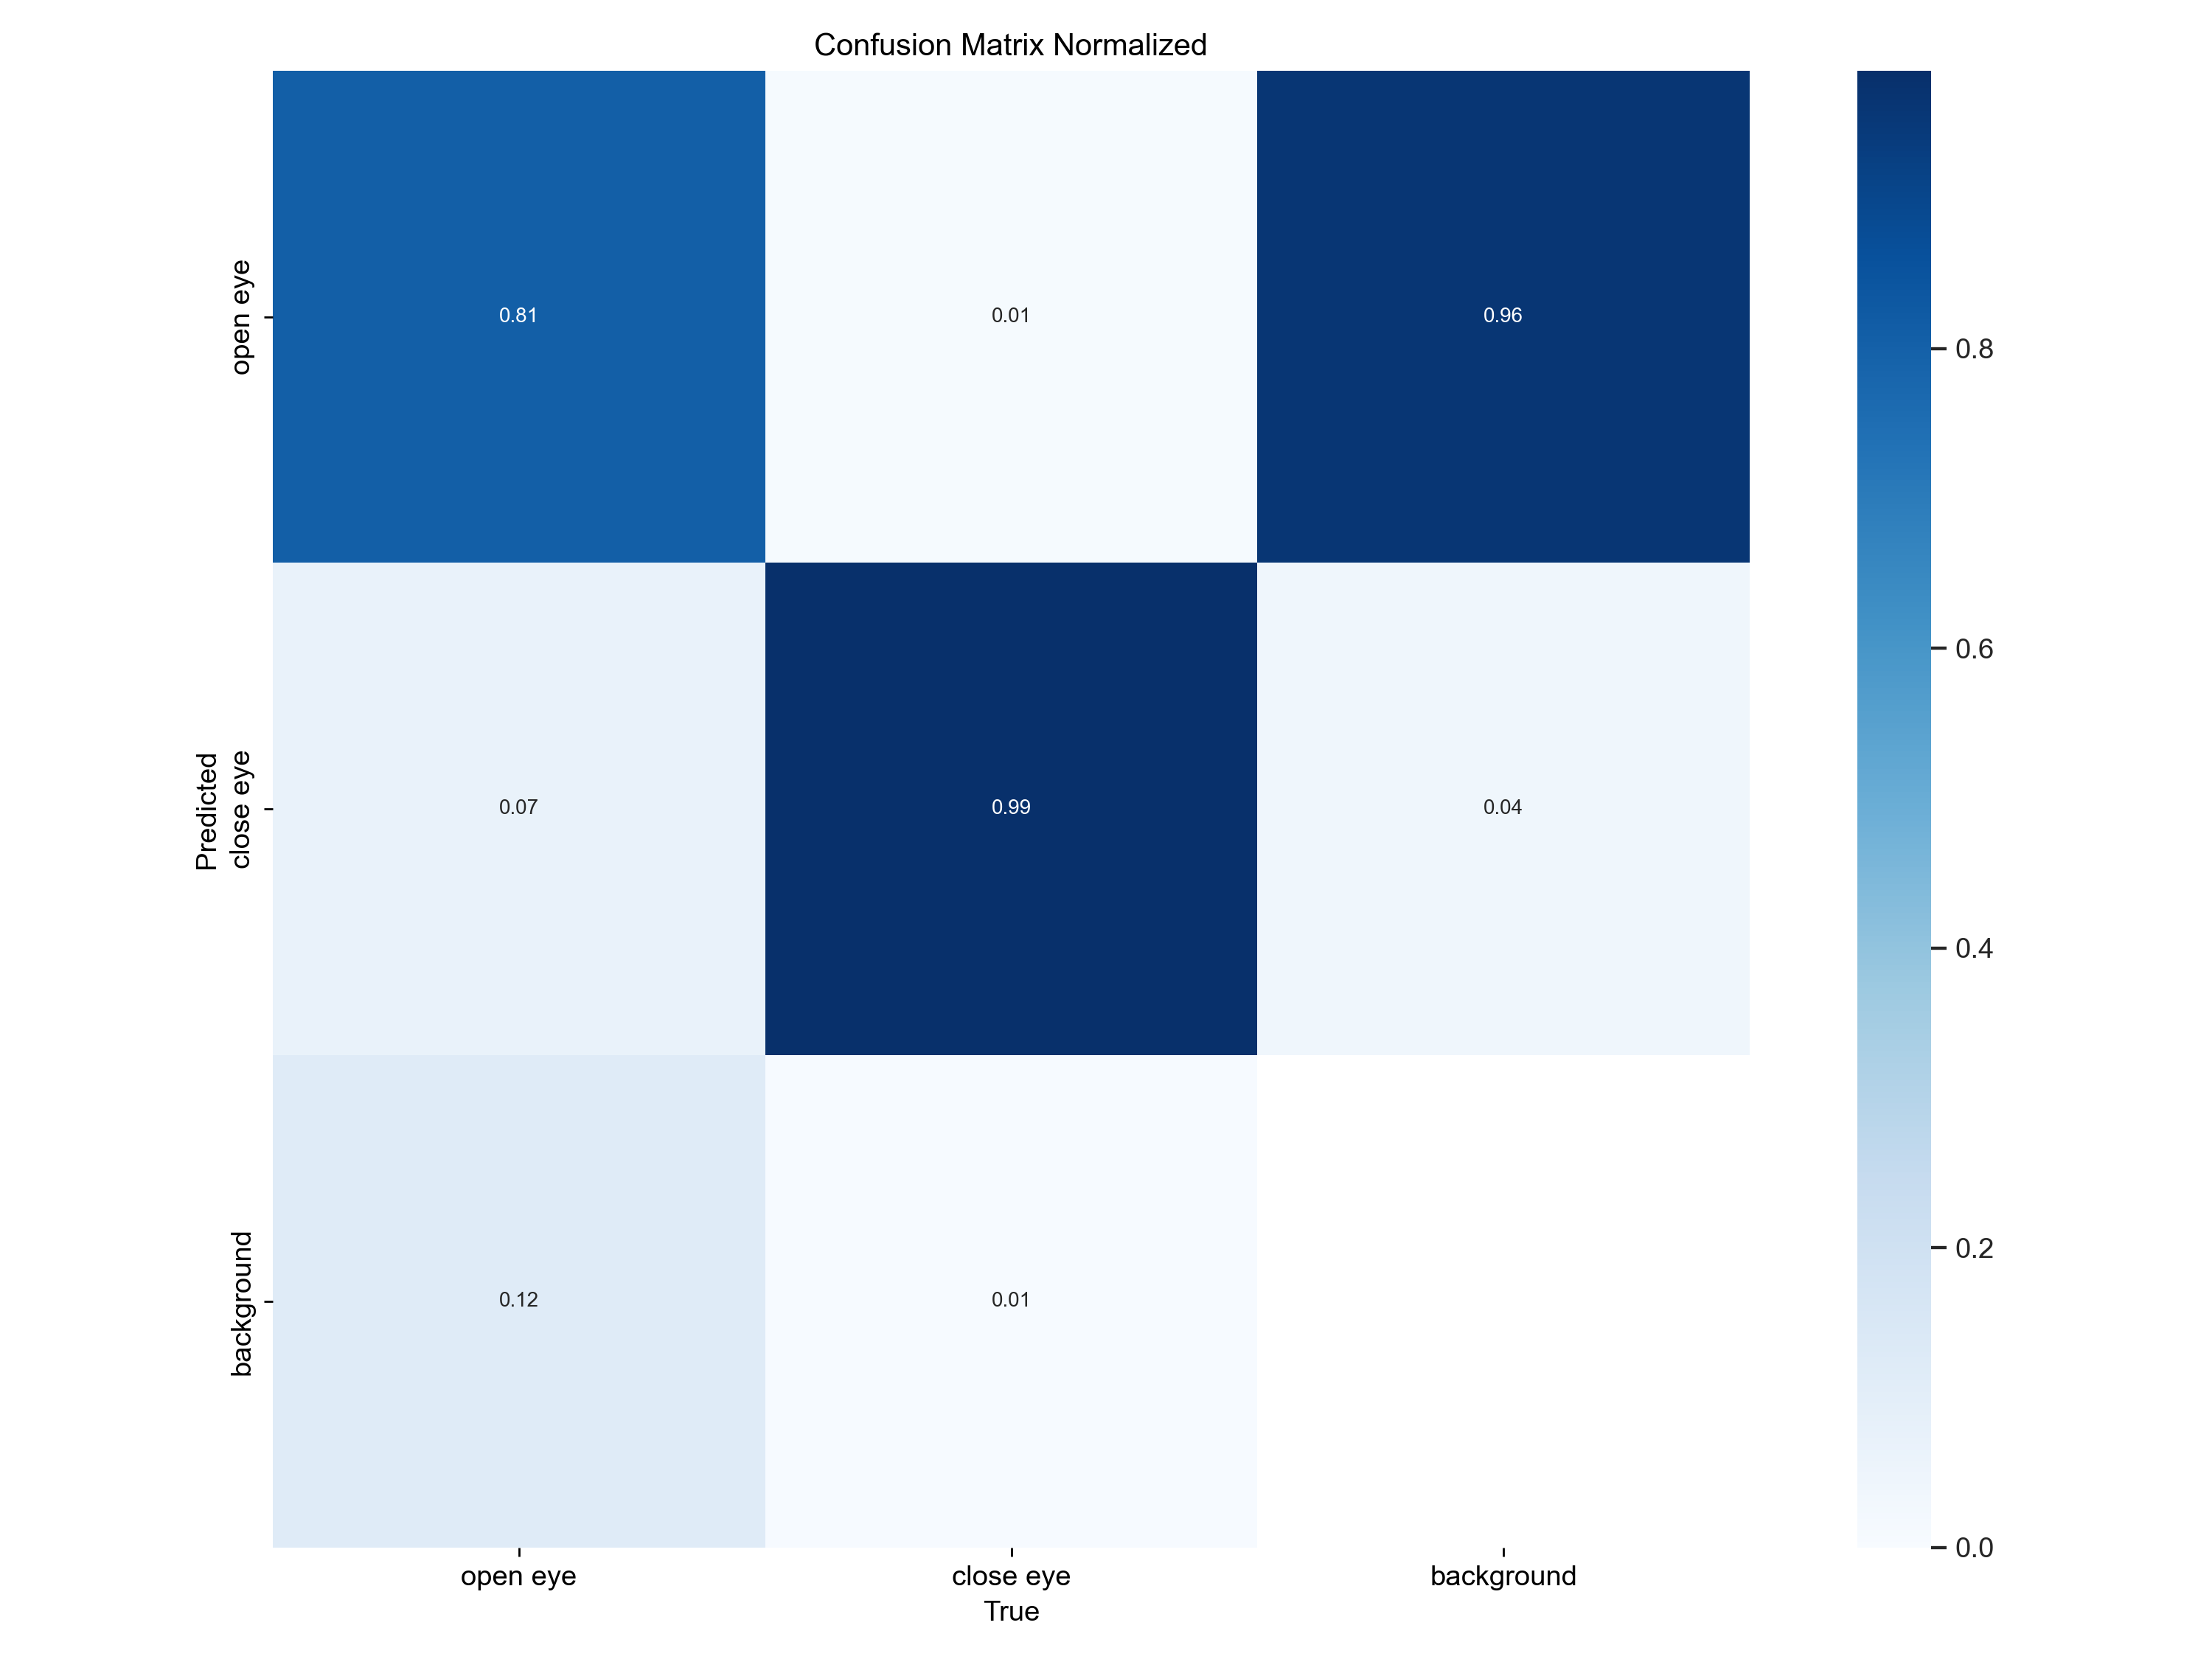 Confusion Matrix Normalized
open eye
0.81
0.01
0.96
Predicted
close eye
0.07
0.99
0.04
background
0.12
0.01
open eye
close eye
background
True
0.8
0.6
0.4
0.2
0.0